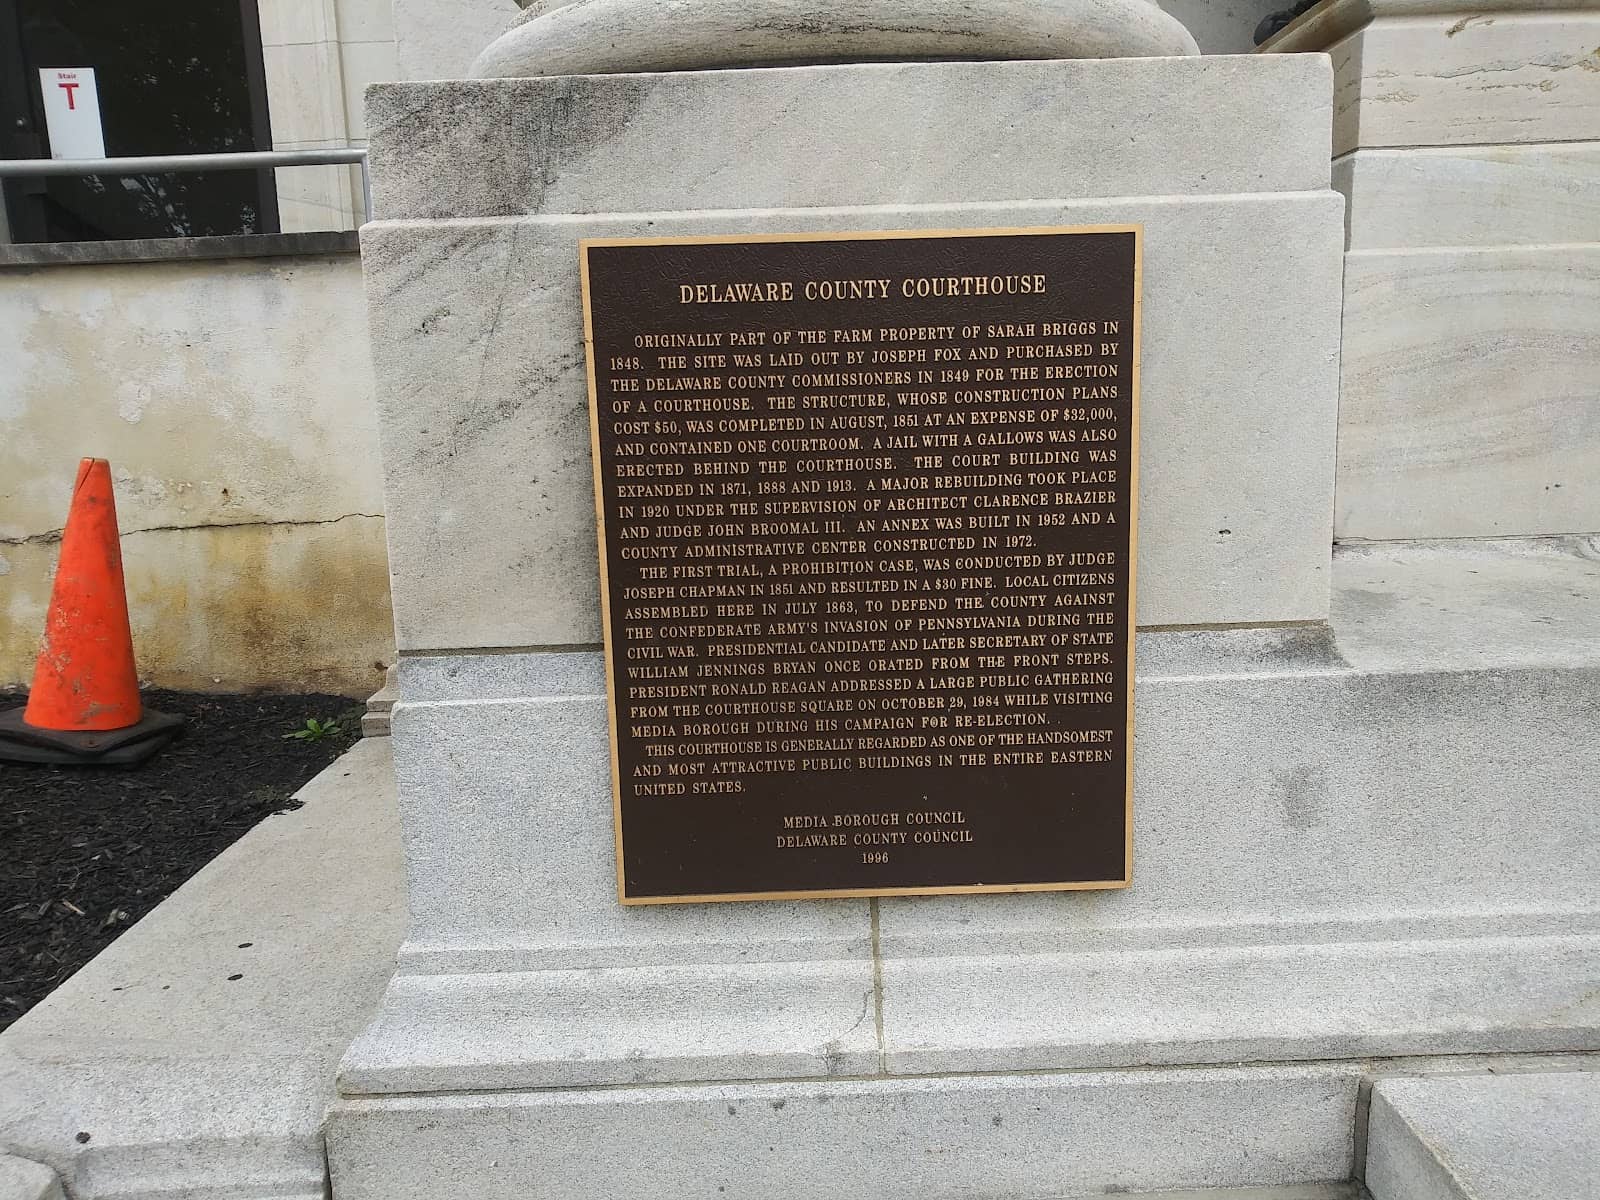 Stair
T
DELAWARE COUNTY COURTHOUSE
ORIGINALLY PART OF THE FARM PROPERTY OF SARAH BRIGGS IN
1848. THE SITE WAS LAID OUT BY JOSEPH FOX AND PURCHASED BY
THE DELAWARE COUNTY COMMISSIONERS IN 1849 FOR THE ERECTION
OF A COURTHOUSE. THE STRUCTURE, WHOSE CONSTRUCTION PLANS
COST $50, WAS COMPLETED IN AUGUST, 1851 AT AN EXPENSE OF $32,000,
AND CONTAINED ONE COURTROOM. A JAIL WITH A GALLOWS WAS ALSO
ERECTED BEHIND THE COURTHOUSE. THE COURT BUILDING WAS
EXPANDED IN 1871, 1888 AND 1913. A MAJOR REBUILDING TOOK PLACE
IN 1920 UNDER THE SUPERVISION OF ARCHITECT CLARENCE BRAZIER
AND JUDGE JOHN BROOMAL III. AN ANNEX WAS BUILT IN 1952 AND A
COUNTY ADMINISTRATIVE CENTER CONSTRUCTED IN 1972.
THE FIRST TRIAL, A PROHIBITION CASE, WAS CONDUCTED BY JUDGE
JOSEPH CHAPMAN IN 1851 AND RESULTED IN A $30 FINE. LOCAL CITIZENS
ASSEMBLED HERE IN JULY 1863, TO DEFEND THE COUNTY AGAINST
THE CONFEDERATE ARMY'S INVASION OF PENNSYLVANIA DURING THE
CIVIL WAR. PRESIDENTIAL CANDIDATE AND LATER SECRETARY OF STATE
WILLIAM JENNINGS BRYAN ONCE ORATED FROM THE FRONT STEPS.
PRESIDENT RONALD REAGAN ADDRESSED A LARGE PUBLIC GATHERING
FROM THE COURTHOUSE SQUARE ON OCTOBER 29, 1984 WHILE VISITING
MEDIA BOROUGH DURING HIS CAMPAIGN FOR RE-ELECTION.
THIS COURTHOUSE IS GENERALLY REGARDED AS ONE OF THE HANDSOMEST
AND MOST ATTRACTIVE PUBLIC BUILDINGS IN THE ENTIRE EASTERN
UNITED STATES.
MEDIA BOROUGH COUNCIL
DELAWARE COUNTY COUNCIL
1996